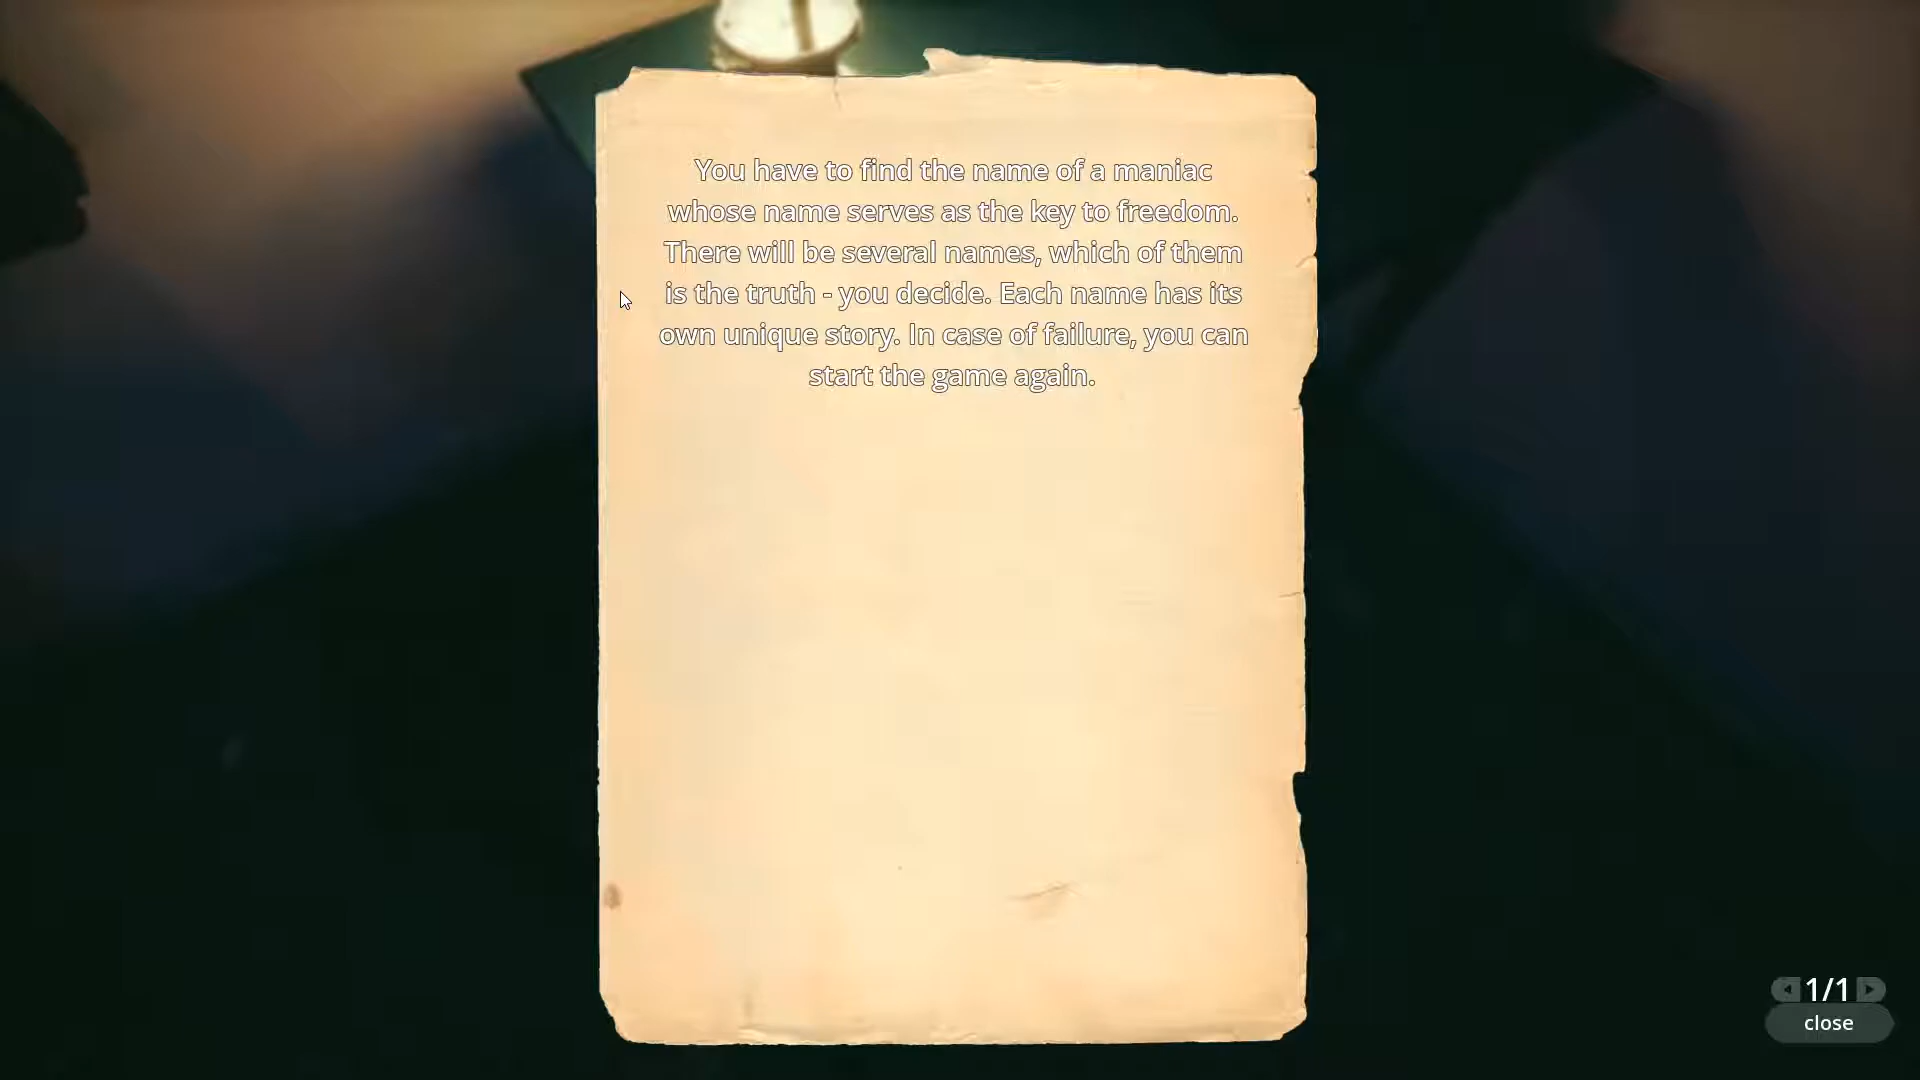 You have to find the name of a maniac
whose name serves as the key to freedom.
There will be several names, which of them
is the truth - you decide. Each name has its
own unique story. In case of failure, you can
start the game again.
1/1
close